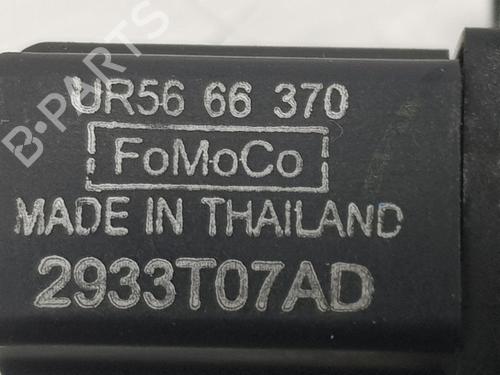 UR56 66 370
FoMoCo
MADE IN THAILAND
2933T07AD
B-PARTS